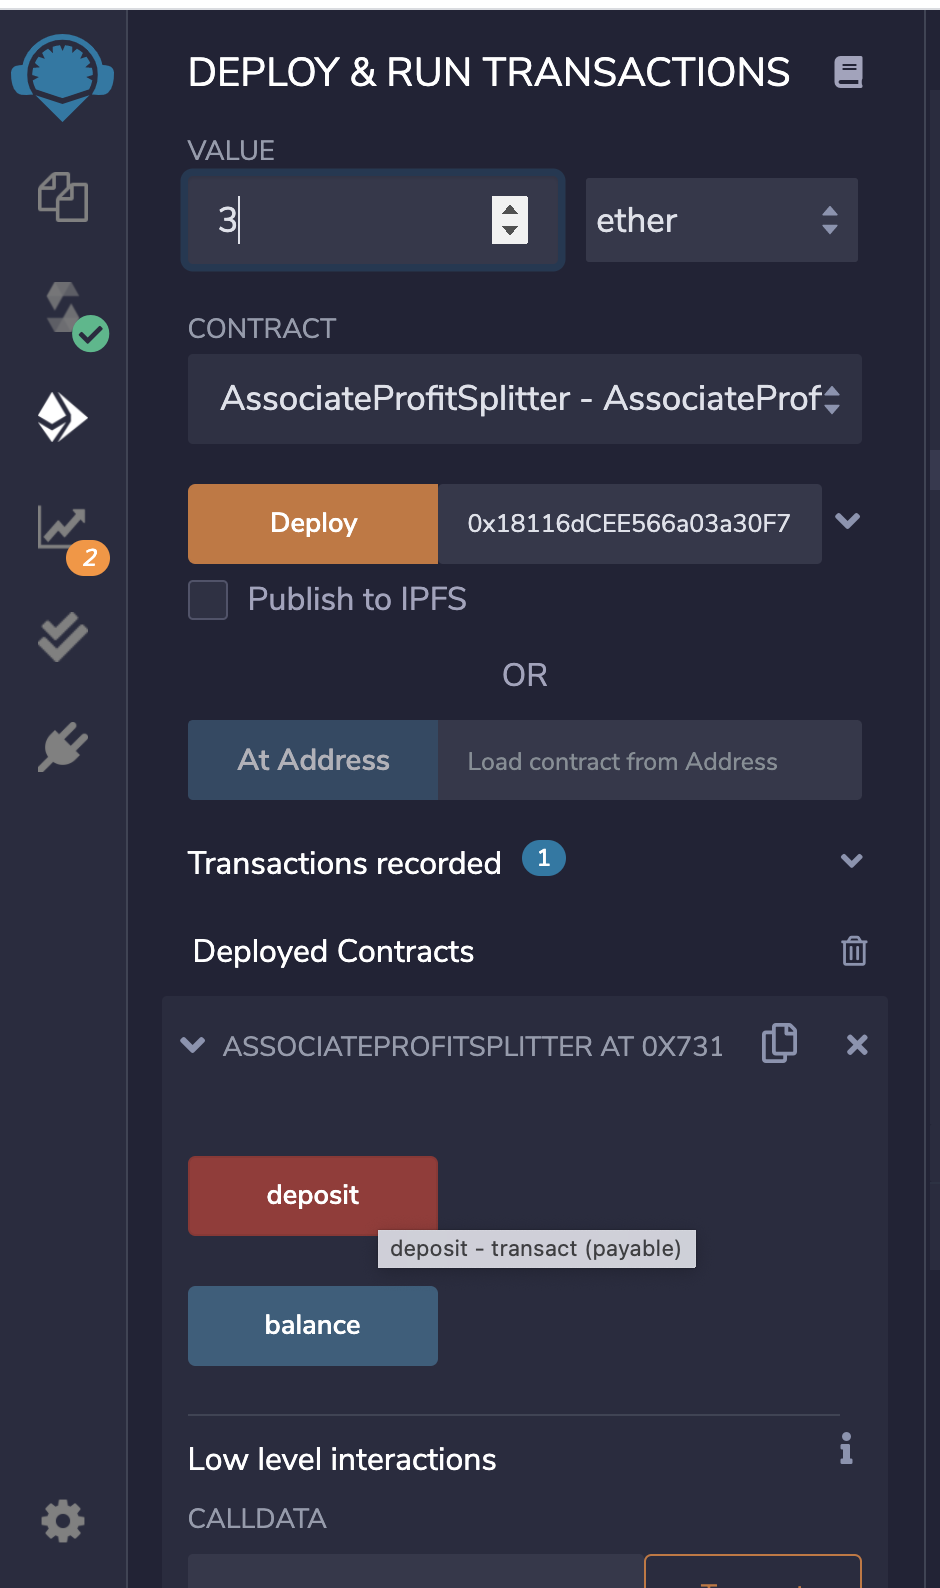 DEPLOY & RUN TRANSACTIONS
VALUE
3
ether
CONTRACT
AssociateProfitSplitter - AssociateProf
Deploy
0x18116dCEE566a03a30F7
2
Publish to IPFS
OR
At Address
Load contract from Address
Transactions recorded 1
Deployed Contracts
ASSOCIATEPROFITSPLITTER AT 0X731
deposit
deposit - transact (payable)
balance
Low level interactions
CALLDATA